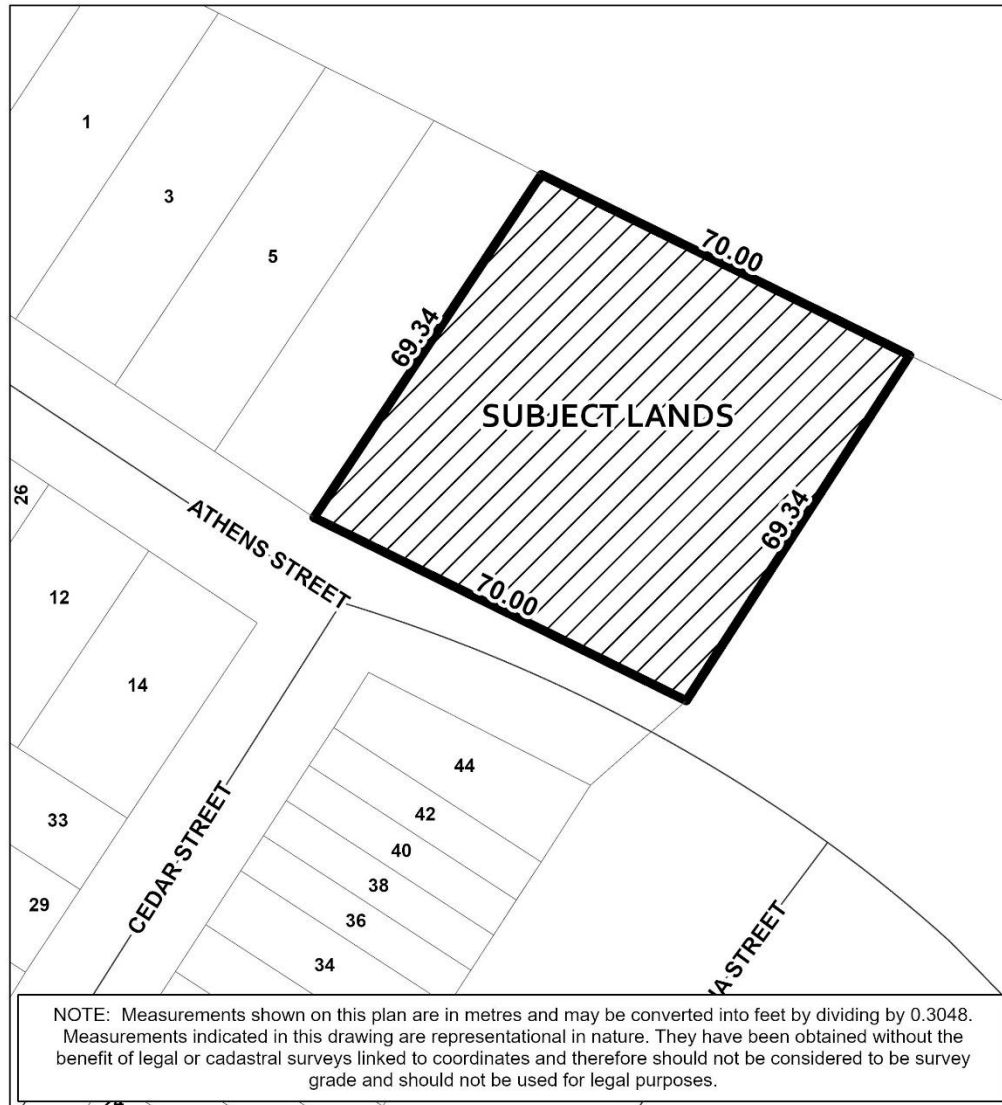 1
3
70.00
5
69.34
SUBJECT LANDS
26
ATHENS STREET
69.34
12
70.00
14
44
42
33
40
CEDAR STREET
38
29
36
34
STREET
NOTE: Measurements shown on this plan are in metres and may be converted into feet by dividing by 0.3048.
Measurements indicated in this drawing are representational in nature. They have been obtained without the
benefit of legal or cadastral surveys linked to coordinates and therefore should not be considered to be survey
grade and should not be used for legal purposes.